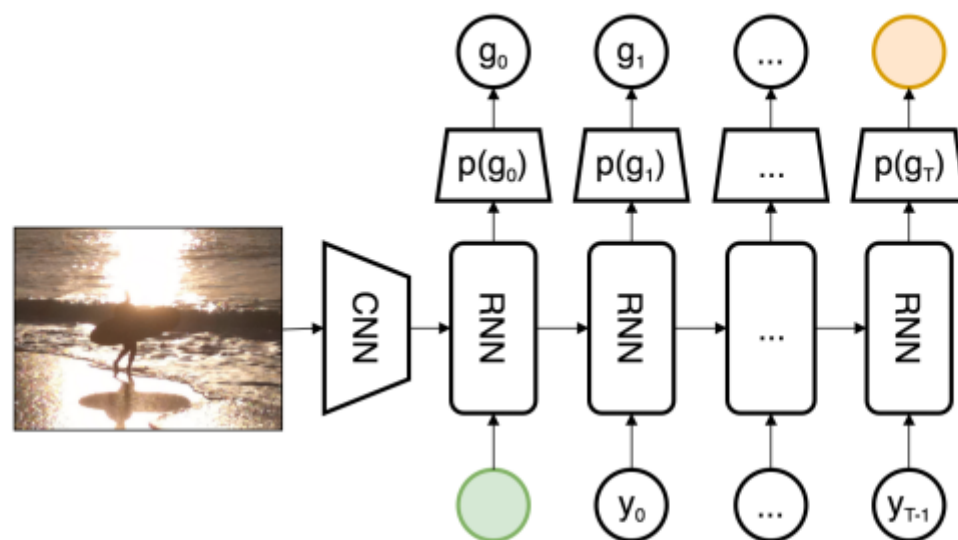 g₀ g₁ ...
p(g₀) p(g₁) ... p(g_T)
CNN RNN RNN ... RNN
y₀ ... y_T-1